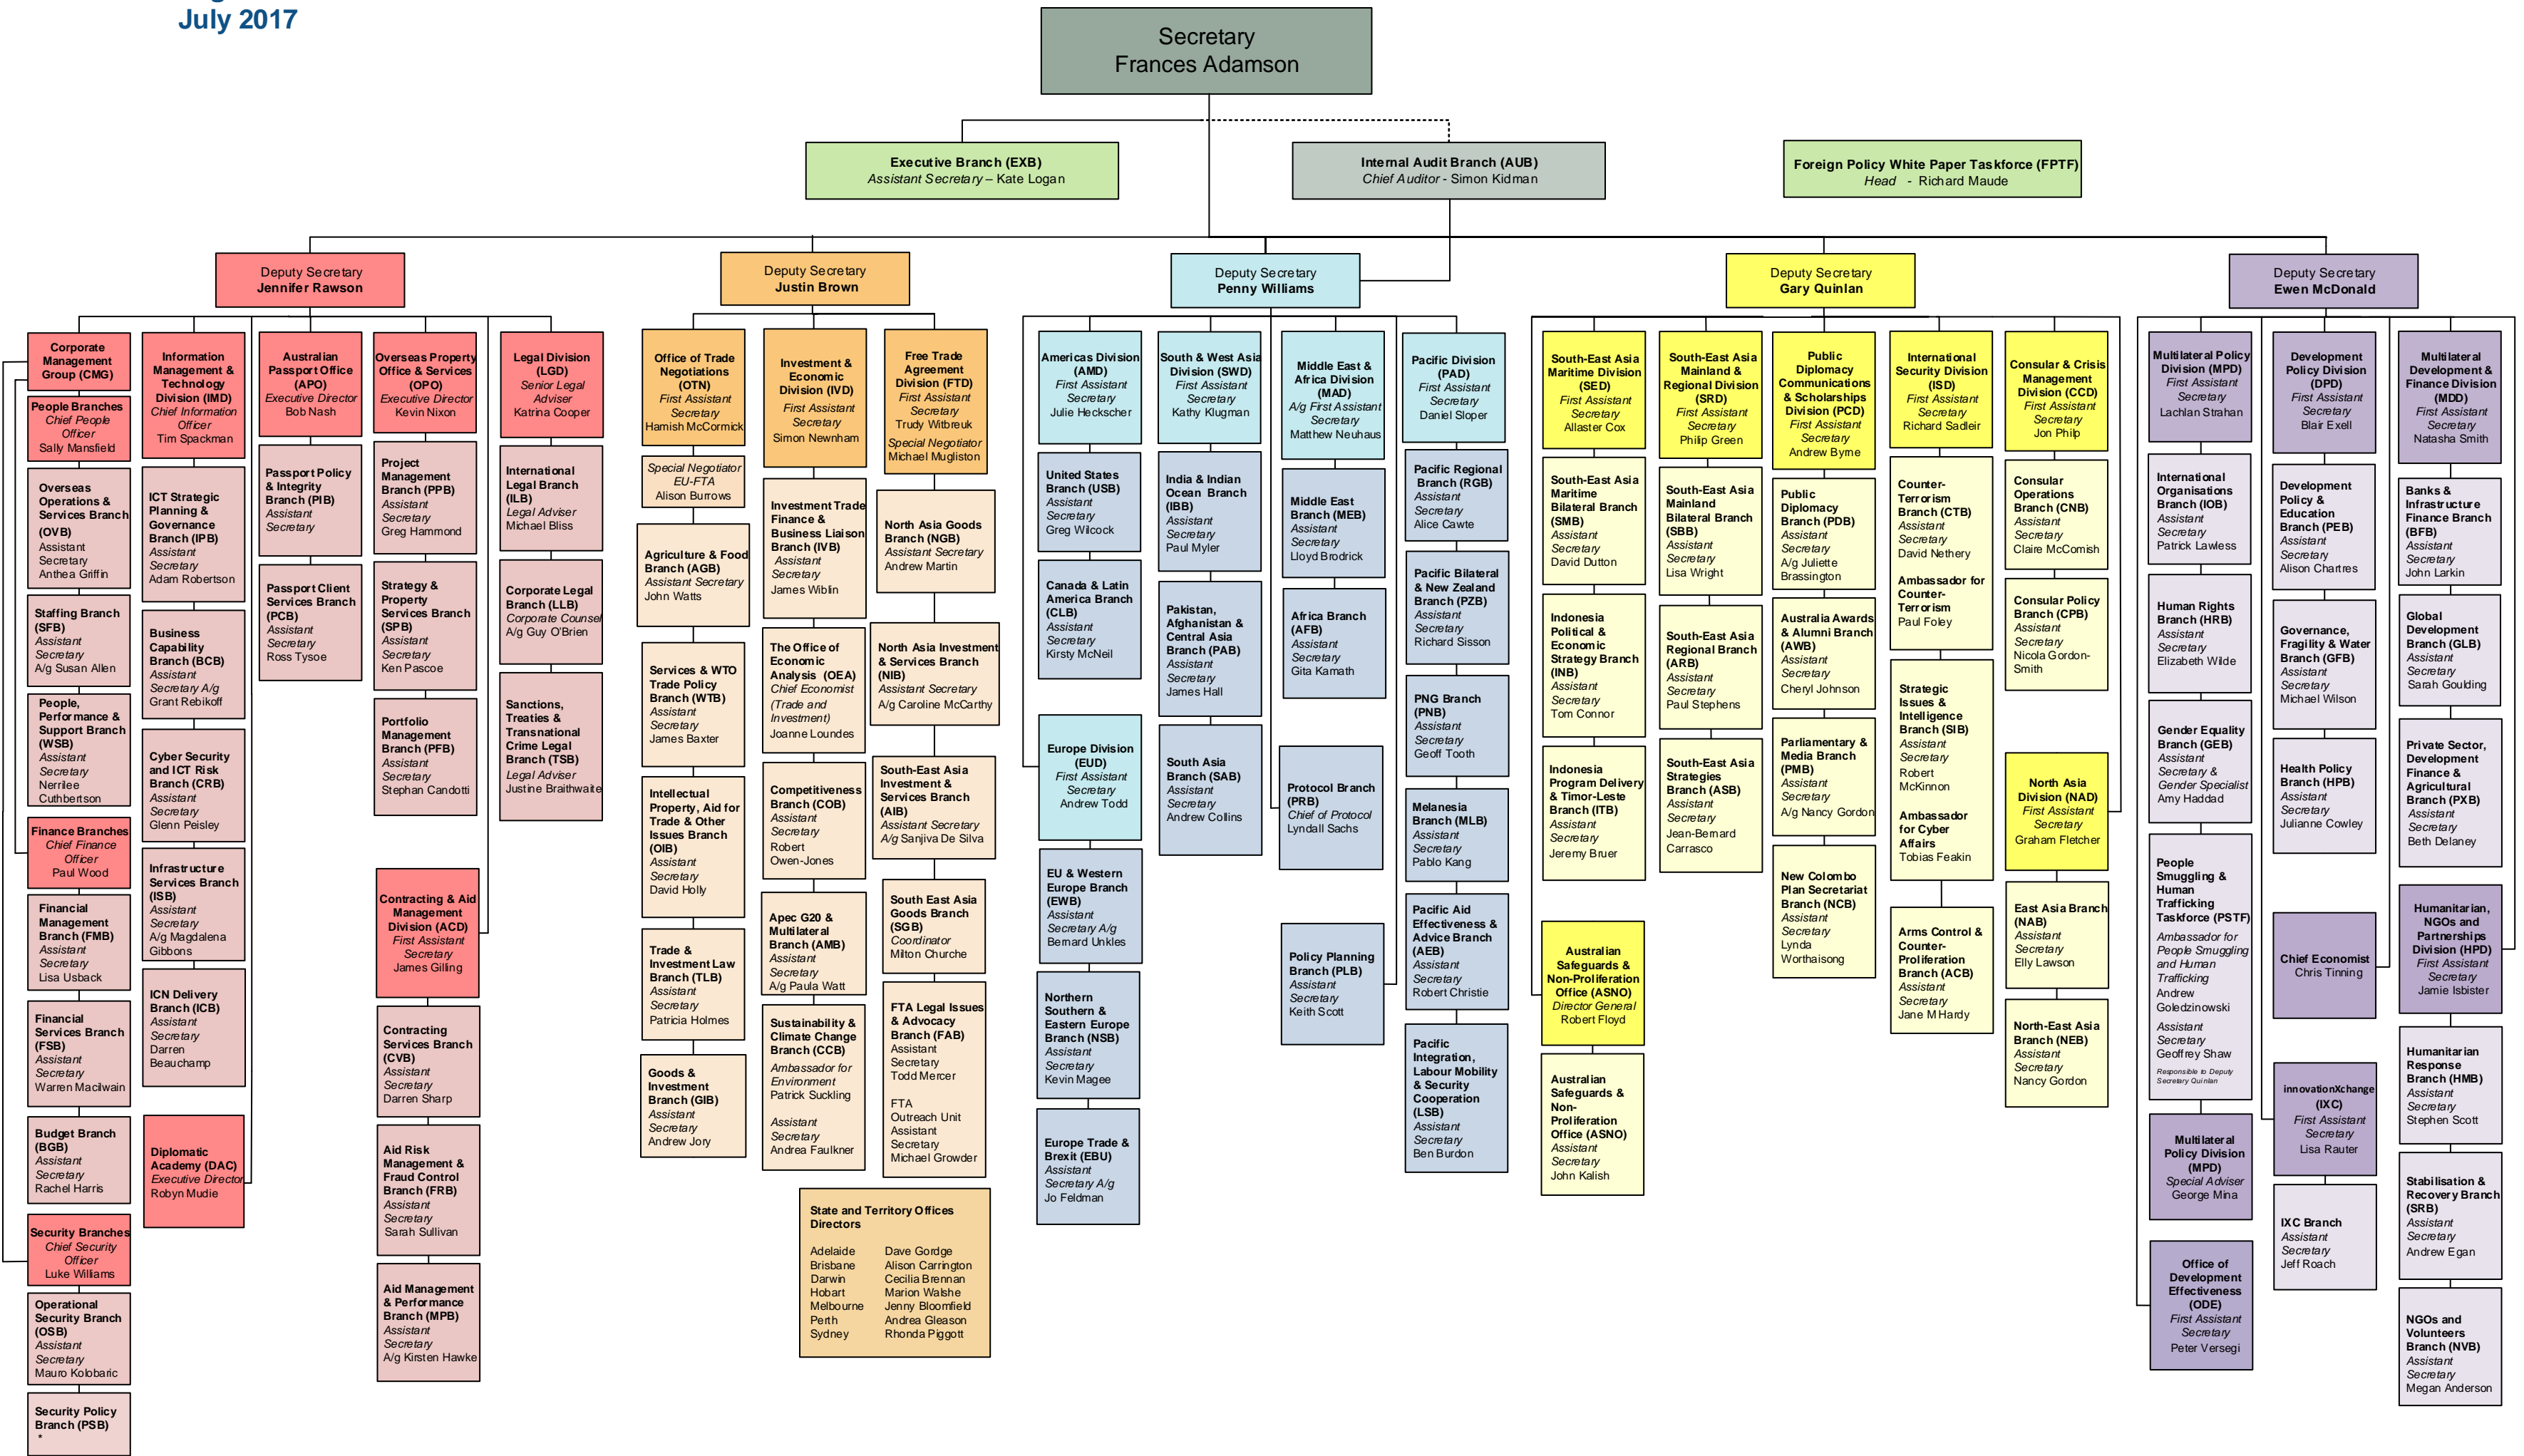 July 2017
Secretary
Frances Adamson
Executive Branch (EXB)
Assistant Secretary – Kate Logan
Internal Audit Branch (AUB)
Chief Auditor - Simon Kidman
Foreign Policy White Paper Taskforce (FPTF)
Head - Richard Maude
Deputy Secretary
Jennifer Rawson
Deputy Secretary
Justin Brown
Deputy Secretary
Penny Williams
Deputy Secretary
Gary Quinlan
Deputy Secretary
Ewen McDonald
Corporate
Management
Group (CMG)
People Branches
Chief People
Officer
Sally Mansfield
Overseas
Operations &
Services Branch
(OVB)
Assistant
Secretary
Anthea Griffin
Staffing Branch
(SFB)
Assistant
Secretary
A/g Susan Allen
People,
Performance &
Support Branch
(WSB)
Assistant
Secretary
Nerrilee
Cuthbertson
Finance Branches
Chief Finance
Officer
Paul Wood
Financial
Management
Branch (FMB)
Assistant
Secretary
Lisa Usback
Financial
Services Branch
(FSB)
Assistant
Secretary
Warren Macilwain
Budget Branch
(BGB)
Assistant
Secretary
Rachel Harris
Security Branches
Chief Security
Officer
Luke Williams
Operational
Security Branch
(OSB)
Assistant
Secretary
Mauro Kolobaric
Security Policy
Branch (PSB)
*
Information
Management &
Technology
Division (IMD)
Chief Information
Officer
Tim Spackman
ICT Strategic
Planning &
Governance
Branch (IPB)
Assistant
Secretary
Adam Robertson
Business
Capability
Branch (BCB)
Assistant
Secretary A/g
Grant Rebikoff
Cyber Security
and ICT Risk
Branch (CRB)
Assistant
Secretary
Glenn Peisley
Infrastructure
Services Branch
(ISB)
Assistant
Secretary
A/g Magdalena
Gibbons
ICN Delivery
Branch (ICB)
Assistant
Secretary
Darren
Beauchamp
Diplomatic
Academy (DAC)
Executive Director
Robyn Mudie
Australian
Passport Office
(APO)
Executive Director
Bob Nash
Passport Policy
& Integrity
Branch (PIB)
Assistant
Secretary
Passport Client
Services Branch
(PCB)
Assistant
Secretary
Ross Tysoe
Overseas Property
Office & Services
(OPO)
Executive Director
Kevin Nixon
Project
Management
Branch (PPB)
Assistant
Secretary
Greg Hammond
Strategy &
Property
Services Branch
(SPB)
Assistant
Secretary
Ken Pascoe
Portfolio
Management
Branch (PFB)
Assistant
Secretary
Stephan Candotti
Contracting & Aid
Management
Division (ACD)
First Assistant
Secretary
James Gilling
Contracting
Services Branch
(CVB)
Assistant
Secretary
Darren Sharp
Aid Risk
Management &
Fraud Control
Branch (FRB)
Assistant
Secretary
Sarah Sullivan
Aid Management
& Performance
Branch (MPB)
Assistant
Secretary
A/g Kirsten Hawke
Legal Division
(LGD)
Senior Legal
Adviser
Katrina Cooper
International
Legal Branch
(ILB)
Legal Adviser
Michael Bliss
Corporate Legal
Branch (LLB)
Corporate Counsel
A/g Guy O'Brien
Sanctions,
Treaties &
Transnational
Crime Legal
Branch (TSB)
Legal Adviser
Justine Braithwaite
Office of Trade
Negotiations
(OTN)
First Assistant
Secretary
Hamish McCormick
Special Negotiator
EU-FTA
Alison Burrows
Agriculture & Food
Branch (AGB)
Assistant Secretary
John Watts
Services & WTO
Trade Policy
Branch (WTB)
Assistant
Secretary
James Baxter
Intellectual
Property, Aid for
Trade & Other
Issues Branch
(OIB)
Assistant
Secretary
David Holly
Trade &
Investment Law
Branch (TLB)
Assistant
Secretary
Patricia Holmes
Goods &
Investment
Branch (GIB)
Assistant
Secretary
Andrew Jory
Investment &
Economic
Division (IVD)
First Assistant
Secretary
Simon Newnham
Investment Trade
Finance &
Business Liaison
Branch (IVB)
Assistant
Secretary
James Wiblin
The Office of
Economic
Analysis (OEA)
Chief Economist
(Trade and
Investment)
Joanne Loundes
Competitiveness
Branch (COB)
Assistant
Secretary
Robert
Owen-Jones
Apec G20 &
Multilateral
Branch (AMB)
Assistant
Secretary
A/g Paula Watt
Sustainability &
Climate Change
Branch (CCB)
Ambassador for
Environment
Patrick Suckling
Assistant
Secretary
Andrea Faulkner
Free Trade
Agreement
Division (FTD)
First Assistant
Secretary
Trudy Witbreuk
Special Negotiator
Michael Mugliston
North Asia Goods
Branch (NGB)
Assistant Secretary
Andrew Martin
North Asia Investment
& Services Branch
(NIB)
Assistant Secretary
A/g Caroline McCarthy
South-East Asia
Investment &
Services Branch
(AIB)
Assistant Secretary
A/g Sanjiva De Silva
South East Asia
Goods Branch
(SGB)
Coordinator
Milton Churche
FTA Legal Issues
& Advocacy
Branch (FAB)
Assistant
Secretary
Todd Mercer
FTA
Outreach Unit
Assistant
Secretary
Michael Growder
State and Territory Offices
Directors
Adelaide Dave Gordge
Brisbane Alison Carrington
Darwin Cecilia Brennan
Hobart Marion Walshe
Melbourne Jenny Bloomfield
Perth Andrea Gleason
Sydney Rhonda Piggott
Americas Division
(AMD)
First Assistant
Secretary
Julie Heckscher
United States
Branch (USB)
Assistant
Secretary
Greg Wilcock
Canada & Latin
America Branch
(CLB)
Assistant
Secretary
Kirsty McNeil
Europe Division
(EUD)
First Assistant
Secretary
Andrew Todd
EU & Western
Europe Branch
(EWB)
Assistant
Secretary A/g
Bernard Unkles
Northern
Southern &
Eastern Europe
Branch (NSB)
Assistant
Secretary
Kevin Magee
Europe Trade &
Brexit (EBU)
Assistant
Secretary A/g
Jo Feldman
South & West Asia
Division (SWD)
First Assistant
Secretary
Kathy Klugman
India & Indian
Ocean Branch
(IBB)
Assistant
Secretary
Paul Myler
Pakistan,
Afghanistan &
Central Asia
Branch (PAB)
Assistant
Secretary
James Hall
South Asia
Branch (SAB)
Assistant
Secretary
Andrew Collins
Middle East &
Africa Division
(MAD)
A/g First Assistant
Secretary
Matthew Neuhaus
Middle East
Branch (MEB)
Assistant
Secretary
Lloyd Brodrick
Africa Branch
(AFB)
Assistant
Secretary
Gita Kamath
Protocol Branch
(PRB)
Chief of Protocol
Lyndall Sachs
Policy Planning
Branch (PLB)
Assistant
Secretary
Keith Scott
Pacific Division
(PAD)
First Assistant
Secretary
Daniel Sloper
Pacific Regional
Branch (RGB)
Assistant
Secretary
Alice Cawte
Pacific Bilateral
& New Zealand
Branch (PZB)
Assistant
Secretary
Richard Sisson
PNG Branch
(PNB)
Assistant
Secretary
Geoff Tooth
Melanesia
Branch (MLB)
Assistant
Secretary
Pablo Kang
Pacific Aid
Effectiveness &
Advice Branch
(AEB)
Assistant
Secretary
Robert Christie
Pacific
Integration,
Labour Mobility
& Security
Cooperation
(LSB)
Assistant
Secretary
Ben Burdon
South-East Asia
Maritime Division
(SED)
First Assistant
Secretary
Allaster Cox
South-East Asia
Maritime
Bilateral Branch
(SMB)
Assistant
Secretary
David Dutton
Indonesia
Political &
Economic
Strategy Branch
(INB)
Assistant
Secretary
Tom Connor
Indonesia
Program Delivery
& Timor-Leste
Branch (ITB)
Assistant
Secretary
Jeremy Bruer
Australian
Safeguards &
Non-Proliferation
Office (ASNO)
Director General
Robert Floyd
Australian
Safeguards &
Non-
Proliferation
Office (ASNO)
Assistant
Secretary
John Kalish
South-East Asia
Mainland &
Regional Division
(SRD)
First Assistant
Secretary
Philip Green
South-East Asia
Mainland
Bilateral Branch
(SBB)
Assistant
Secretary
Lisa Wright
South-East Asia
Regional Branch
(ARB)
Assistant
Secretary
Paul Stephens
South-East Asia
Strategies
Branch (ASB)
Assistant
Secretary
Jean-Bernard
Carrasco
Public
Diplomacy
Communications
& Scholarships
Division (PCD)
First Assistant
Secretary
Andrew Byrne
Public
Diplomacy
Branch (PDB)
Assistant
Secretary
A/g Juliette
Brassington
Australia Awards
& Alumni Branch
(AWB)
Assistant
Secretary
Cheryl Johnson
Parliamentary &
Media Branch
(PMB)
Assistant
Secretary
A/g Nancy Gordon
New Colombo
Plan Secretariat
Branch (NCB)
Assistant
Secretary
Lynda
Worthaisong
International
Security Division
(ISD)
First Assistant
Secretary
Richard Sadleir
Counter-
Terrorism
Branch (CTB)
Assistant
Secretary
David Nethery
Ambassador for
Counter-
Terrorism
Paul Foley
Strategic
Issues &
Intelligence
Branch (SIB)
Assistant
Secretary
Robert
McKinnon
Ambassador
for Cyber
Affairs
Tobias Feakin
Arms Control &
Counter-
Proliferation
Branch (ACB)
Assistant
Secretary
Jane M Hardy
Consular & Crisis
Management
Division (CCD)
First Assistant
Secretary
Jon Philp
Consular
Operations
Branch (CNB)
Assistant
Secretary
Claire McComish
Consular Policy
Branch (CPB)
Assistant
Secretary
Nicola Gordon-
Smith
North Asia
Division (NAD)
First Assistant
Secretary
Graham Fletcher
East Asia Branch
(NAB)
Assistant
Secretary
Elly Lawson
North-East Asia
Branch (NEB)
Assistant
Secretary
Nancy Gordon
Multilateral Policy
Division (MPD)
First Assistant
Secretary
Lachlan Strahan
International
Organisations
Branch (IOB)
Assistant
Secretary
Patrick Lawless
Human Rights
Branch (HRB)
Assistant
Secretary
Elizabeth Wilde
Gender Equality
Branch (GEB)
Assistant
Secretary &
Gender Specialist
Amy Haddad
People
Smuggling &
Human
Trafficking
Taskforce (PSTF)
Ambassador for
People Smuggling
and Human
Trafficking
Andrew
Goledzinowski
Assistant
Secretary
Geoffrey Shaw
Responsible to Deputy
Secretary Quinlan
Multilateral
Policy Division
(MPD)
Special Adviser
George Mina
Office of
Development
Effectiveness
(ODE)
First Assistant
Secretary
Peter Versegi
Development
Policy Division
(DPD)
First Assistant
Secretary
Blair Exell
Development
Policy &
Education
Branch (PEB)
Assistant
Secretary
Alison Chartres
Governance,
Fragility & Water
Branch (GFB)
Assistant
Secretary
Michael Wilson
Health Policy
Branch (HPB)
Assistant
Secretary
Julianne Cowley
Chief Economist
Chris Tinning
innovationXchange
(IXC)
First Assistant
Secretary
Lisa Rauter
IXC Branch
Assistant
Secretary
Jeff Roach
Multilateral
Development &
Finance Division
(MDD)
First Assistant
Secretary
Natasha Smith
Banks &
Infrastructure
Finance Branch
(BFB)
Assistant
Secretary
John Larkin
Global
Development
Branch (GLB)
Assistant
Secretary
Sarah Goulding
Private Sector,
Development
Finance &
Agricultural
Branch (PXB)
Assistant
Secretary
Beth Delaney
Humanitarian,
NGOs and
Partnerships
Division (HPD)
First Assistant
Secretary
Jamie Isbister
Humanitarian
Response
Branch (HMB)
Assistant
Secretary
Stephen Scott
Stabilisation &
Recovery Branch
(SRB)
Assistant
Secretary
Andrew Egan
NGOs and
Volunteers
Branch (NVB)
Assistant
Secretary
Megan Anderson